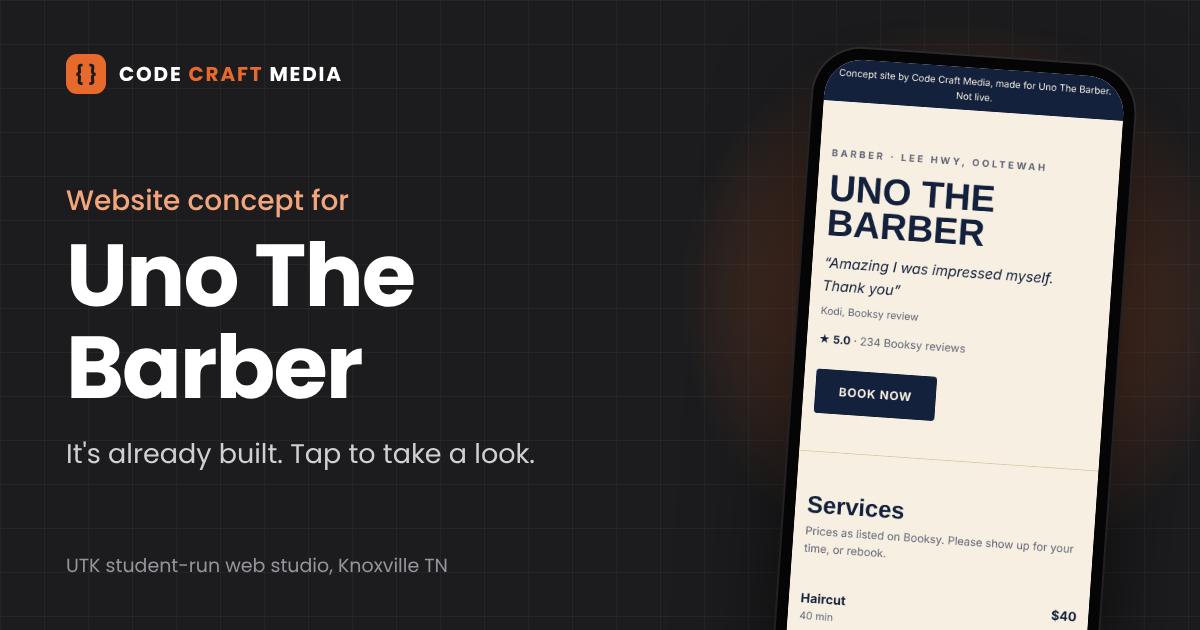 { } CODE CRAFT MEDIA
Website concept for
Uno The
Barber
It's already built. Tap to take a look.
UTK student-run web studio, Knoxville TN
Concept site by Code Craft Media, made for Uno The Barber.
Not live.
BARBER · LEE HWY, OOLTEWAH
UNO THE
BARBER
“Amazing I was impressed myself.
Thank you”
Kodi, Booksy review
★ 5.0 · 234 Booksy reviews
BOOK NOW
Services
Prices as listed on Booksy. Please show up for your
time, or rebook.
Haircut $40
40 min